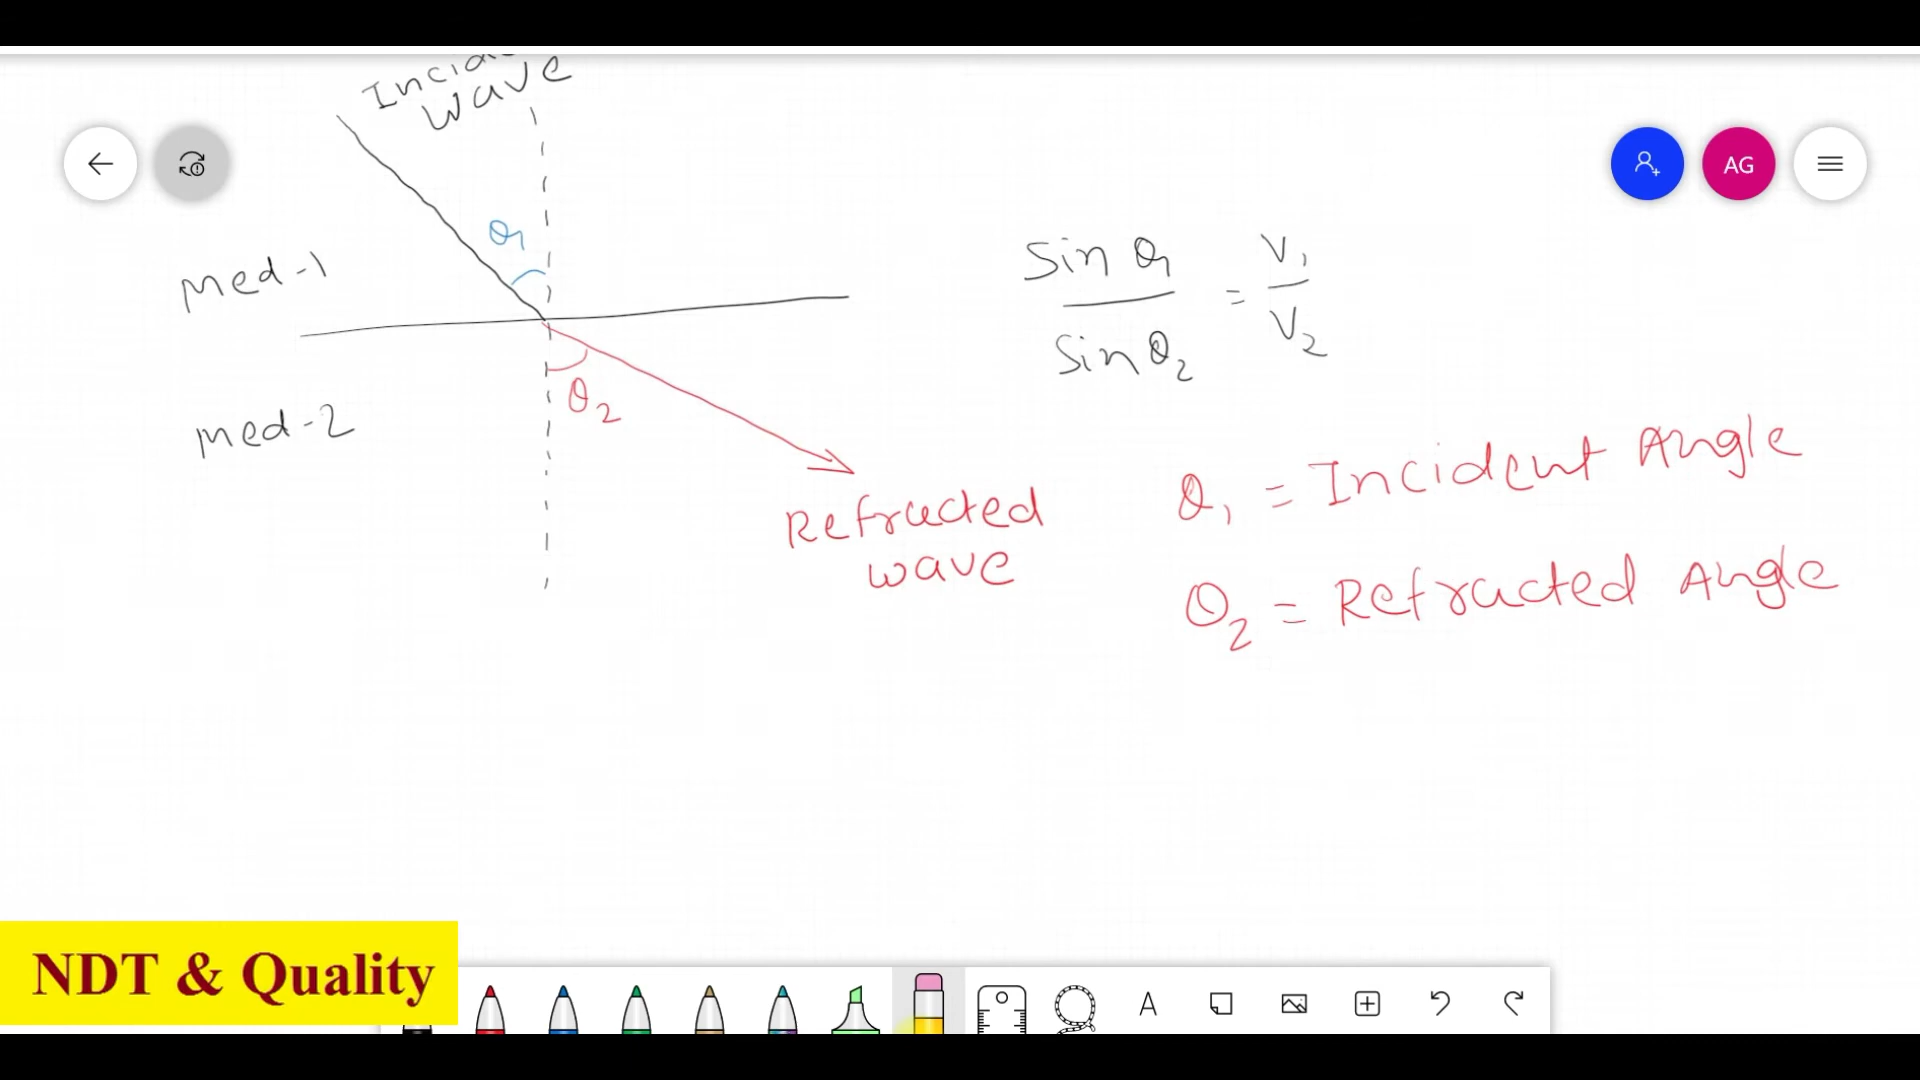 wave
θ1
med-1
Sin θ1 / Sin θ2 = V1 / V2
med-2
θ2
Refracted
wave
θ1 = Incident Angle
θ2 = Refracted Angle
AG
NDT & Quality
A